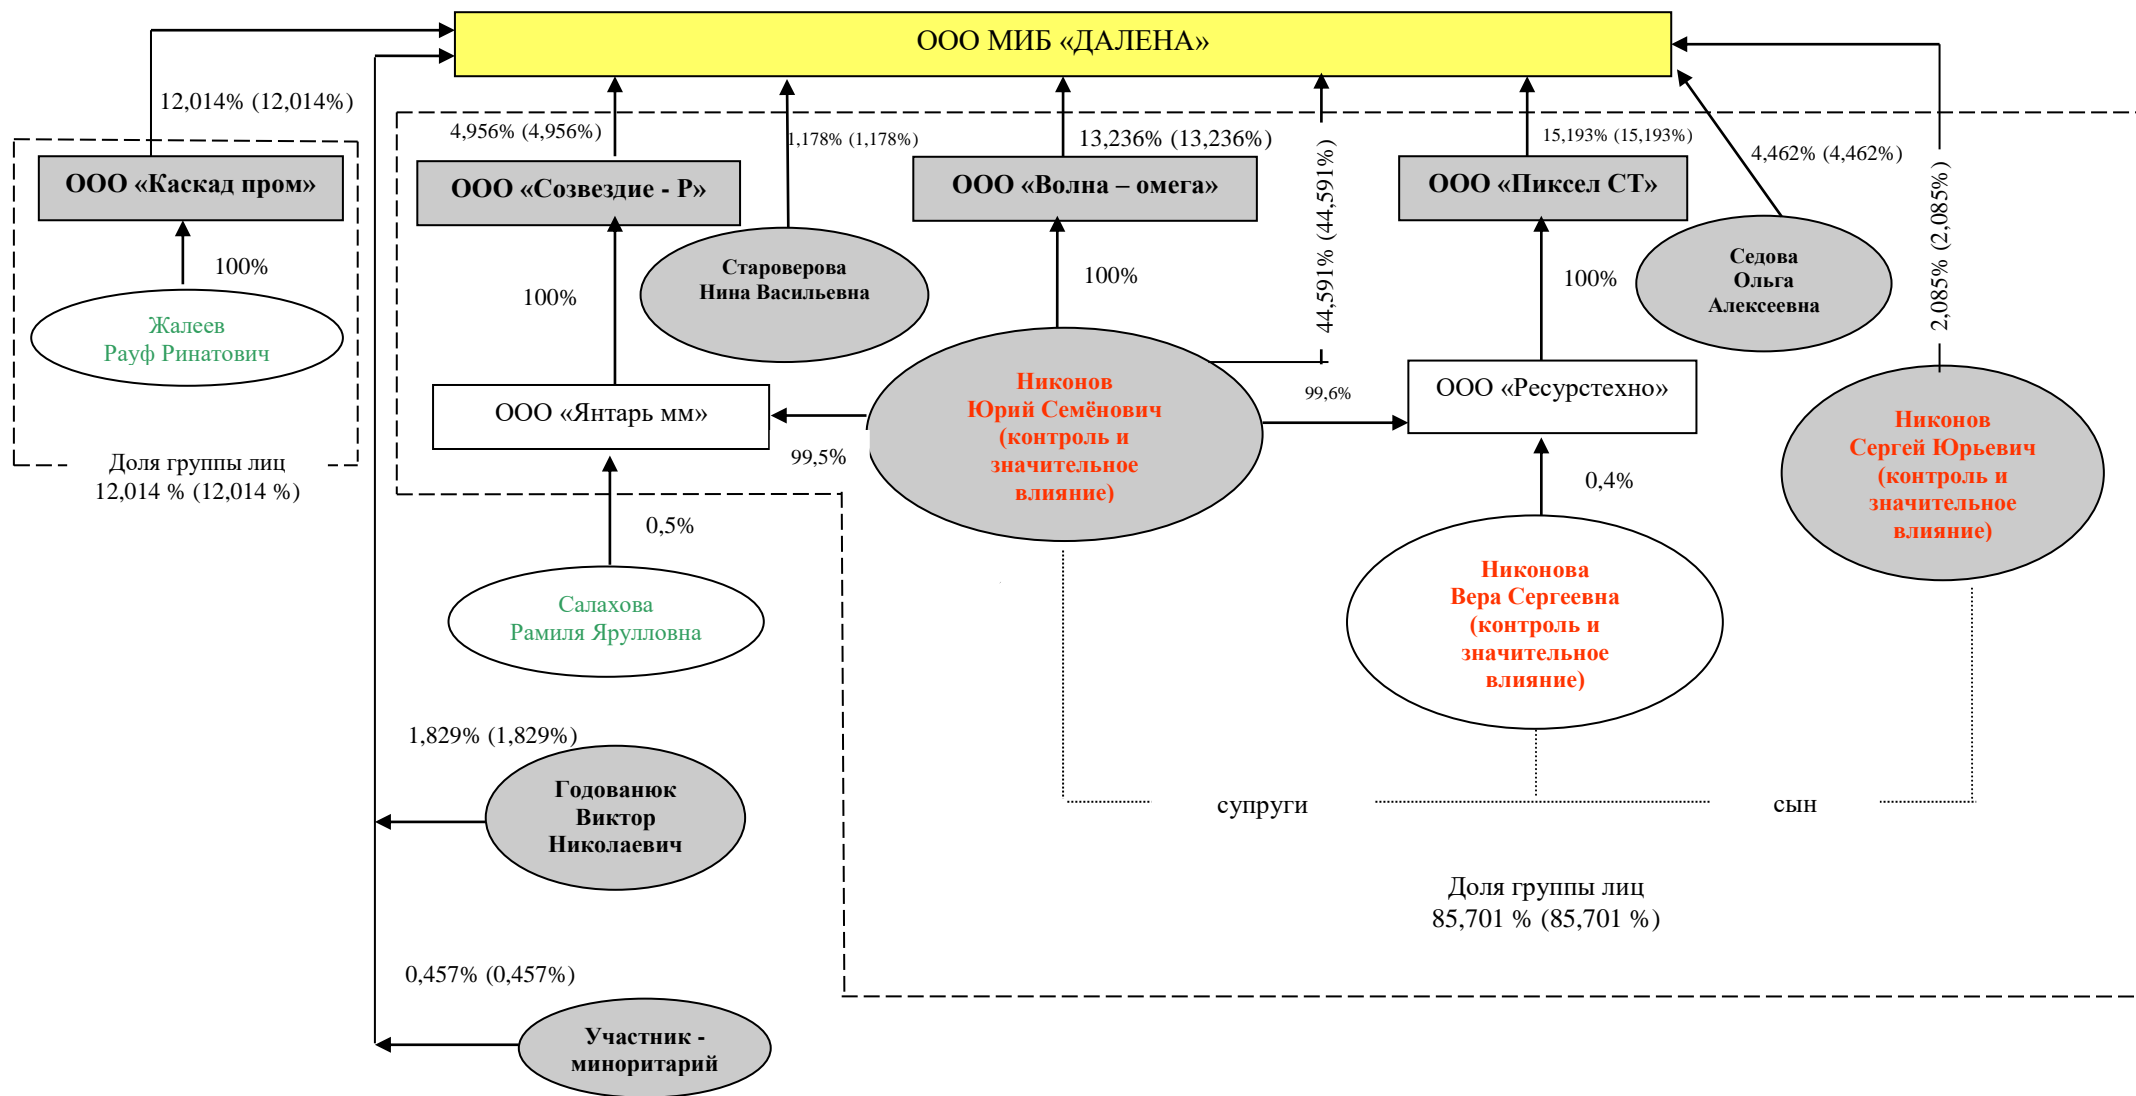 ООО МИБ «ДАЛЕНА»
12,014% (12,014%)
4,956% (4,956%)
1,178% (1,178%)
13,236% (13,236%)
44,591% (44,591%)
15,193% (15,193%)
4,462% (4,462%)
2,085% (2,085%)
ООО «Каскад пром»
ООО «Созвездие - Р»
ООО «Волна – омега»
ООО «Пиксел СТ»
100%
Жалеев
Рауф Ринатович
Доля группы лиц
12,014 % (12,014 %)
100%
Староверова
Нина Васильевна
100%
100%
Седова
Ольга
Алексеевна
ООО «Янтарь мм»
99,5%
Никонов
Юрий Семёнович
(контроль и
значительное
влияние)
99,6%
ООО «Ресурстехно»
Никонов
Сергей Юрьевич
(контроль и
значительное
влияние)
0,5%
0,4%
Салахова
Рамиля Ярулловна
Никонова
Вера Сергеевна
(контроль и
значительное
влияние)
1,829% (1,829%)
Годованюк
Виктор
Николаевич
супруги
сын
Доля группы лиц
85,701 % (85,701 %)
0,457% (0,457%)
Участник -
миноритарий